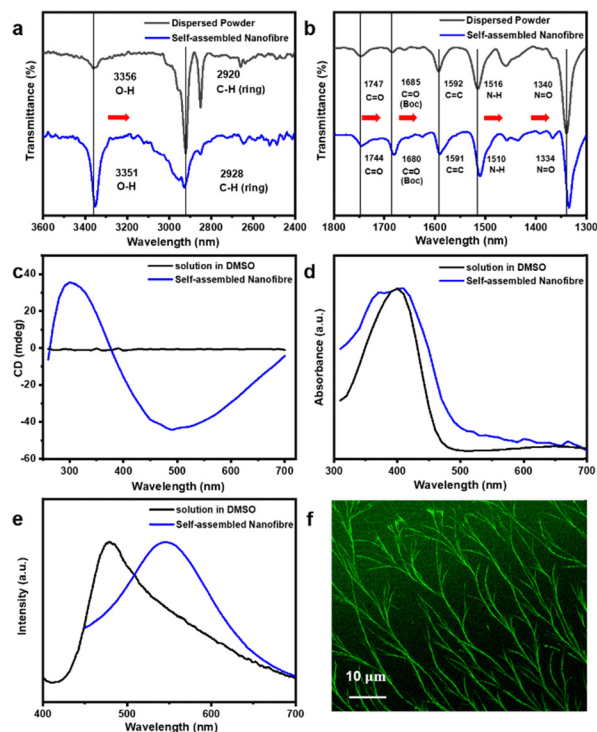 a
Dispersed Powder
Self-assembled Nanofibre
3356
O-H
2920
C-H (ring)
3351
O-H
2928
C-H (ring)
Transmittance (%)
3600 3400 3200 3000 2800 2600 2400
Wavelength (nm)
b
Dispersed Powder
Self-assembled Nanofibre
1747
C=O
1685
C=O
(Boc)
1592
C=C
1516
N-H
1340
N=O
1744
C=O
1680
C=O
(Boc)
1591
C=C
1510
N-H
1334
N=O
Transmittance (%)
1800 1700 1600 1500 1400 1300
Wavelength (nm)
c
solution in DMSO
Self-assembled Nanofibre
CD (mdeg)
40
20
0
-20
-40
-60
300 400 500 600 700
Wavelength (nm)
d
solution in DMSO
Self-assembled Nanofibre
Absorbance (a.u.)
400 500 600 700
Wavelength (nm)
e
solution in DMSO
Self-assembled Nanofibre
Intensity (a.u.)
400 450 500 550 600 650 700
Wavelength (nm)
f
10 μm